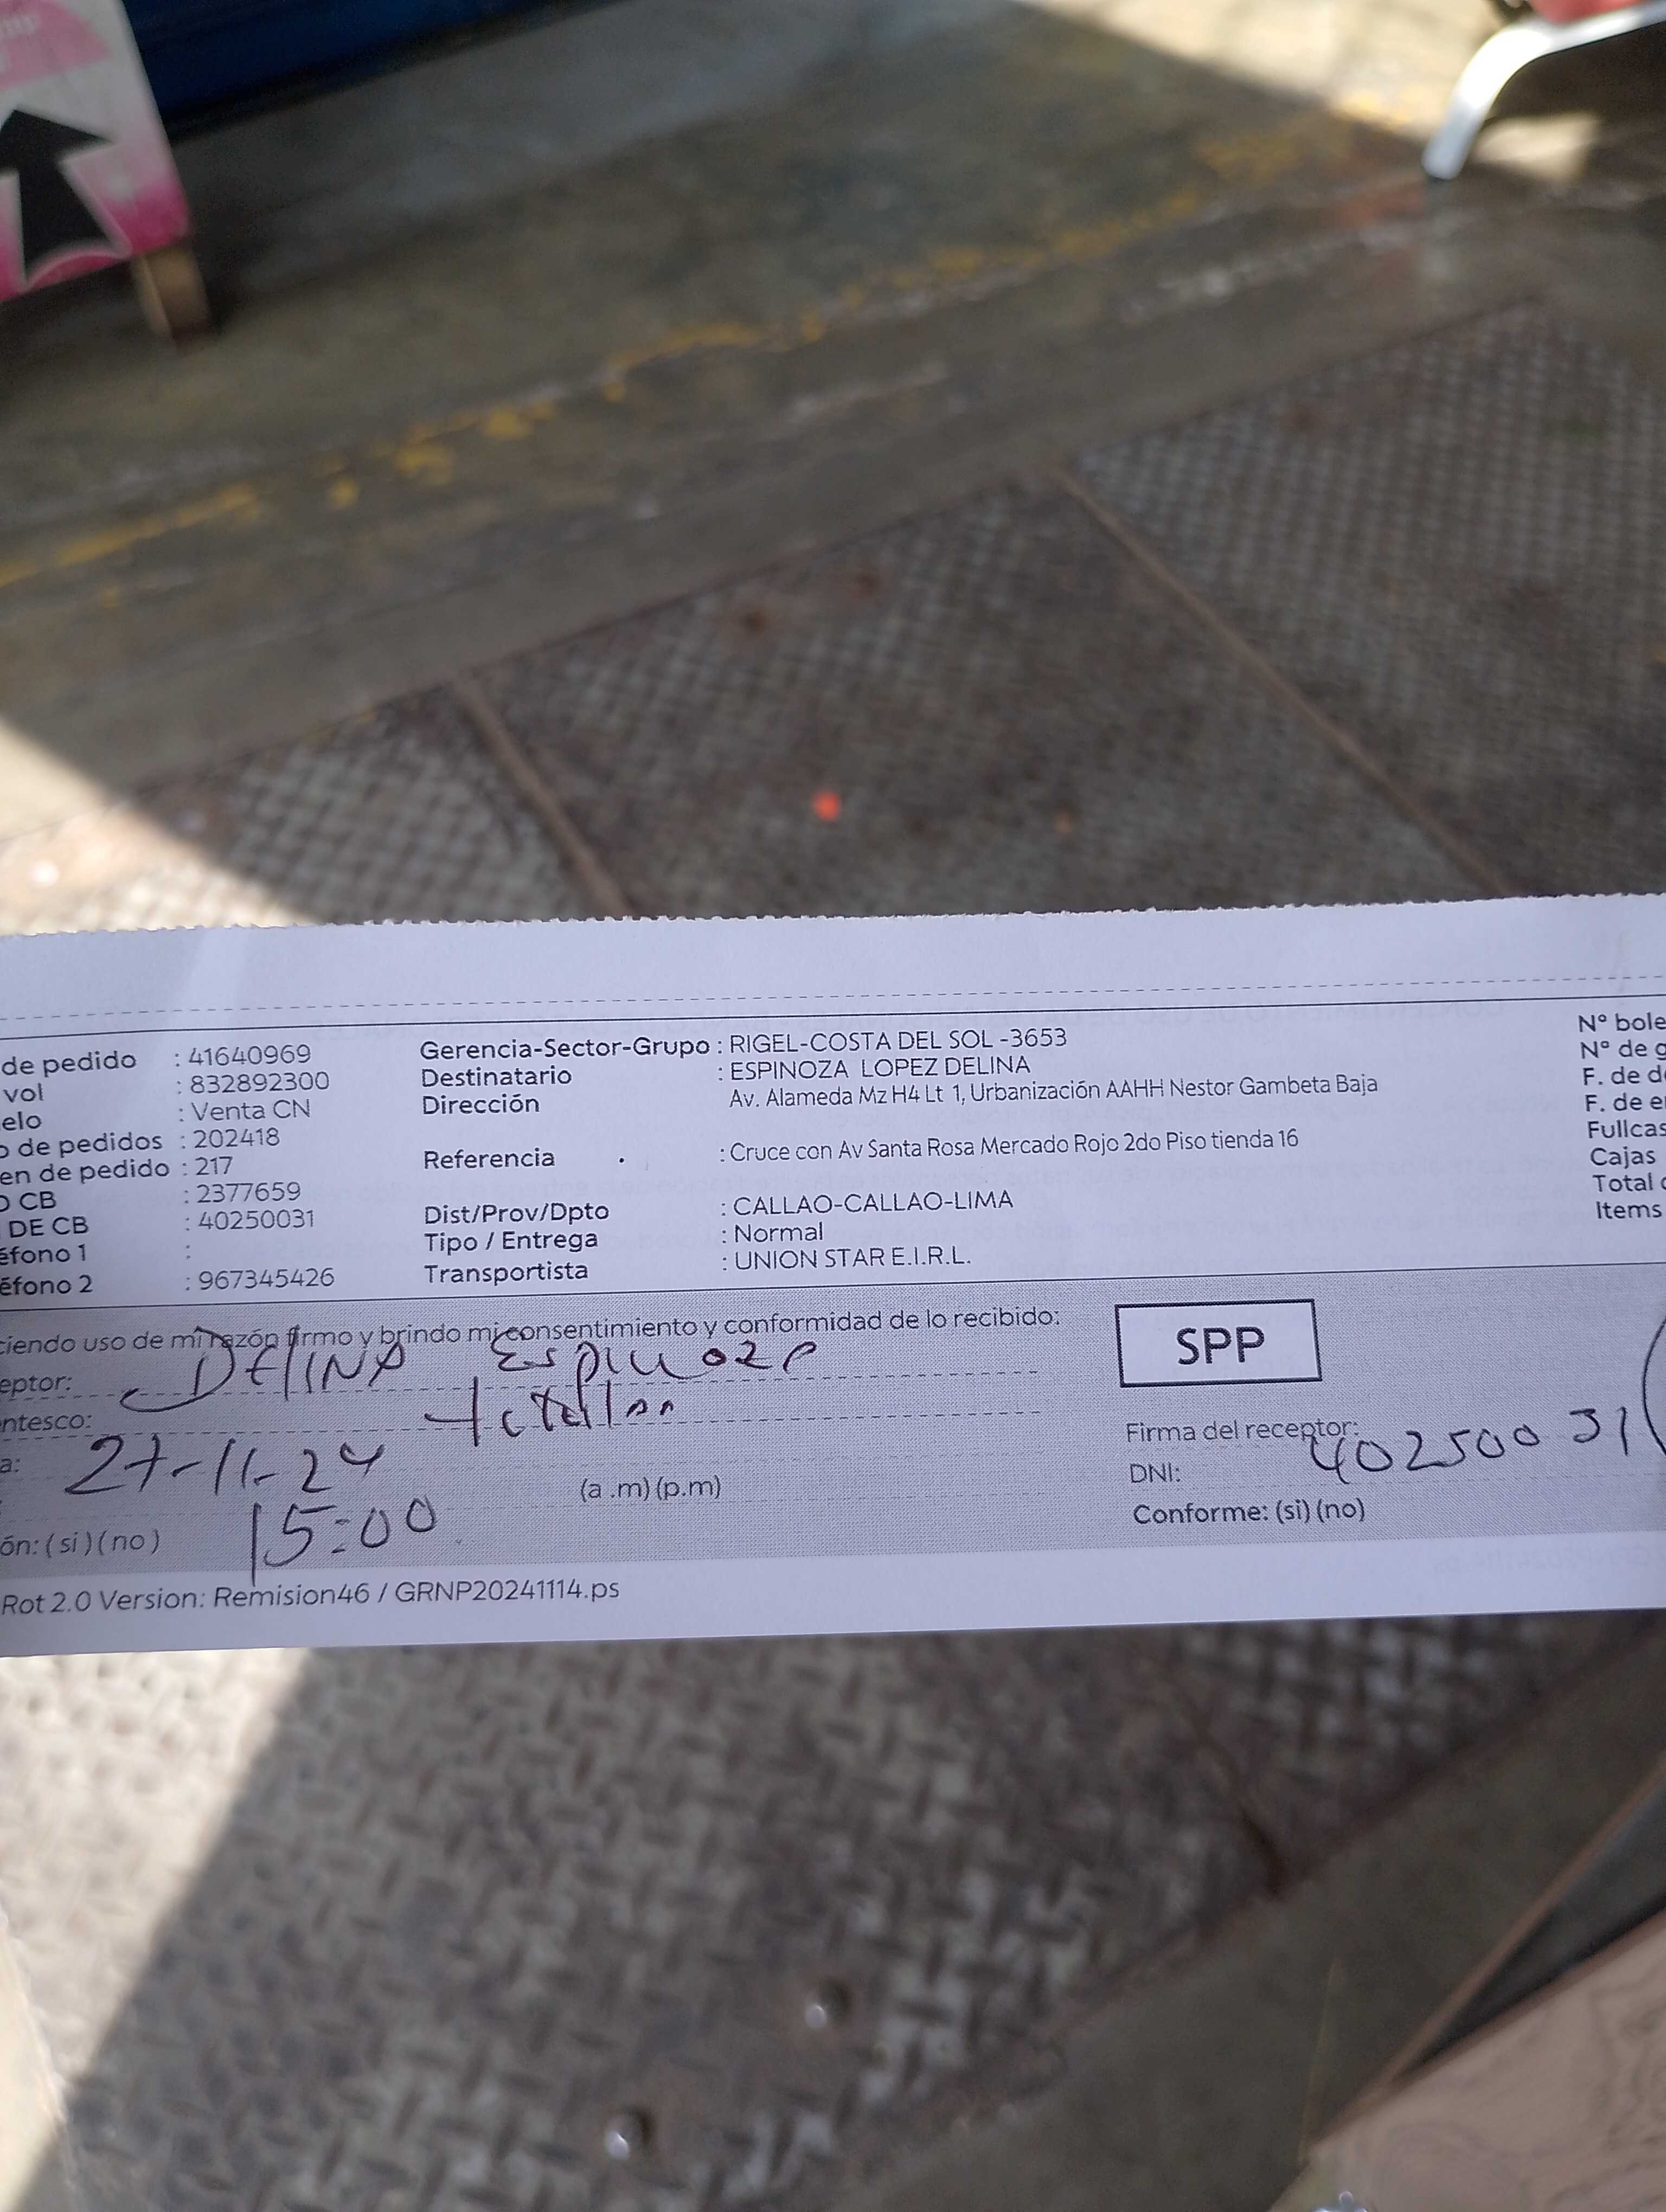 de pedido : 41640969
vol : 832892300
elo : Venta CN
o de pedidos : 202418
en de pedido : 217
O CB : 2377659
DE CB : 40250031
éfono 1 :
éfono 2 : 967345426
Gerencia-Sector-Grupo : RIGEL-COSTA DEL SOL -3653
Destinatario : ESPINOZA LOPEZ DELINA
Dirección Av. Alameda Mz H4 Lt 1, Urbanización AAHH Nestor Gambeta Baja
Referencia : Cruce con Av Santa Rosa Mercado Rojo 2do Piso tienda 16
Dist/Prov/Dpto : CALLAO-CALLAO-LIMA
Tipo / Entrega : Normal
Transportista : UNION STAR E.I.R.L.
N° bole
N° de g
F. de d
F. de e
Fullcas
Cajas
Total
Items
ciendo uso de mi razón firmo y brindo mi consentimiento y conformidad de lo recibido:
eptor: Delina Espinoza
entesco:
a: 27-11-24
15:00 (a .m) (p.m)
ón: (si) (no)
SPP
Firma del receptor:
DNI: 40250031
Conforme: (si) (no)
Rot 2.0 Version: Remision46 / GRNP20241114.ps